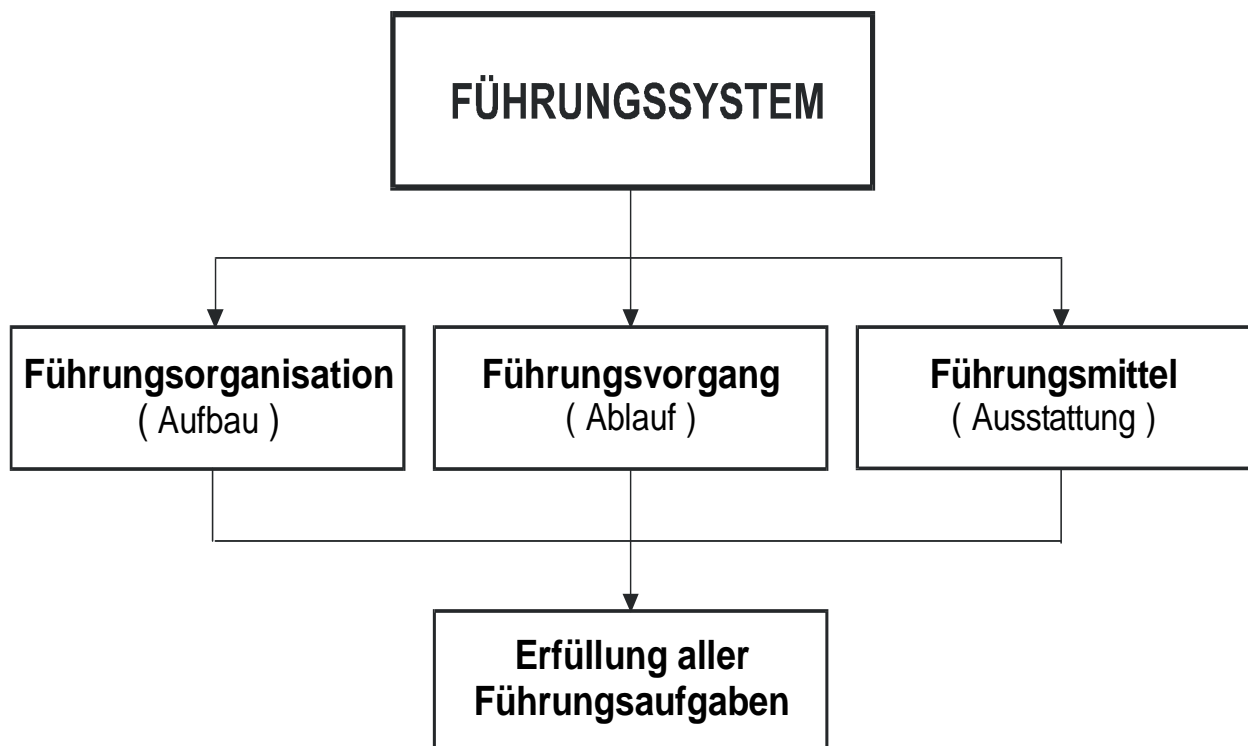 FÜHRUNGSSYSTEM
Führungsorganisation
( Aufbau )
Führungsvorgang
( Ablauf )
Führungsmittel
( Ausstattung )
Erfüllung aller
Führungsaufgaben